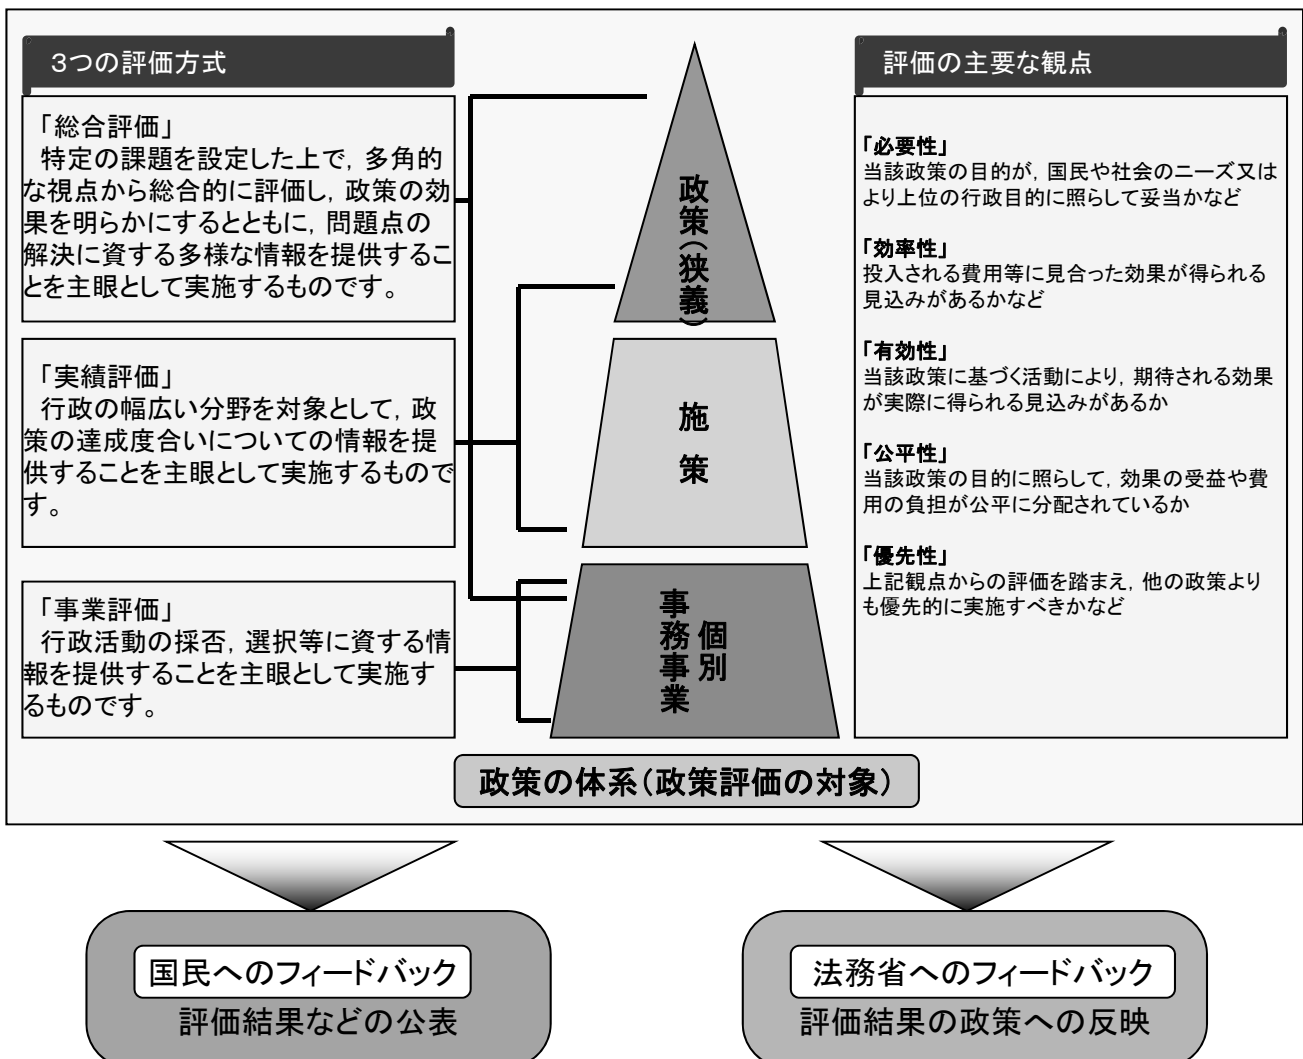 3つの評価方式
「総合評価」
特定の課題を設定した上で，多角的
な視点から総合的に評価し，政策の効
果を明らかにするとともに，問題点の
解決に資する多様な情報を提供するこ
とを主眼として実施するものです。
「実績評価」
行政の幅広い分野を対象として，政
策の達成度合いについての情報を提
供することを主眼として実施するもので
す。
「事業評価」
行政活動の採否，選択等に資する情
報を提供することを主眼として実施す
るものです。
政策（狭義）
施策
個別
事務事業
政策の体系（政策評価の対象）
評価の主要な観点
「必要性」
当該政策の目的が，国民や社会のニーズ又は
より上位の行政目的に照らして妥当かなど
「効率性」
投入される費用等に見合った効果が得られる
見込みがあるかなど
「有効性」
当該政策に基づく活動により，期待される効果
が実際に得られる見込みがあるか
「公平性」
当該政策の目的に照らして，効果の受益や費
用の負担が公平に分配されているか
「優先性」
上記観点からの評価を踏まえ，他の政策より
も優先的に実施すべきかなど
国民へのフィードバック
評価結果などの公表
法務省へのフィードバック
評価結果の政策への反映